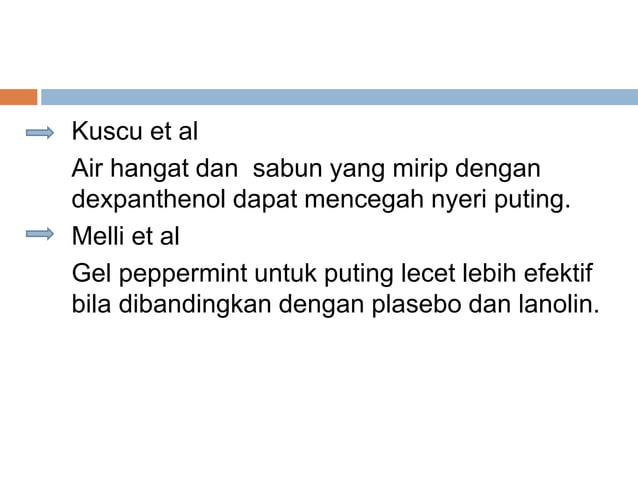 Kuscu et al
Air hangat dan  sabun yang mirip dengan
dexpanthenol dapat mencegah nyeri puting.
Melli et al
Gel peppermint untuk puting lecet lebih efektif
bila dibandingkan dengan plasebo dan lanolin.